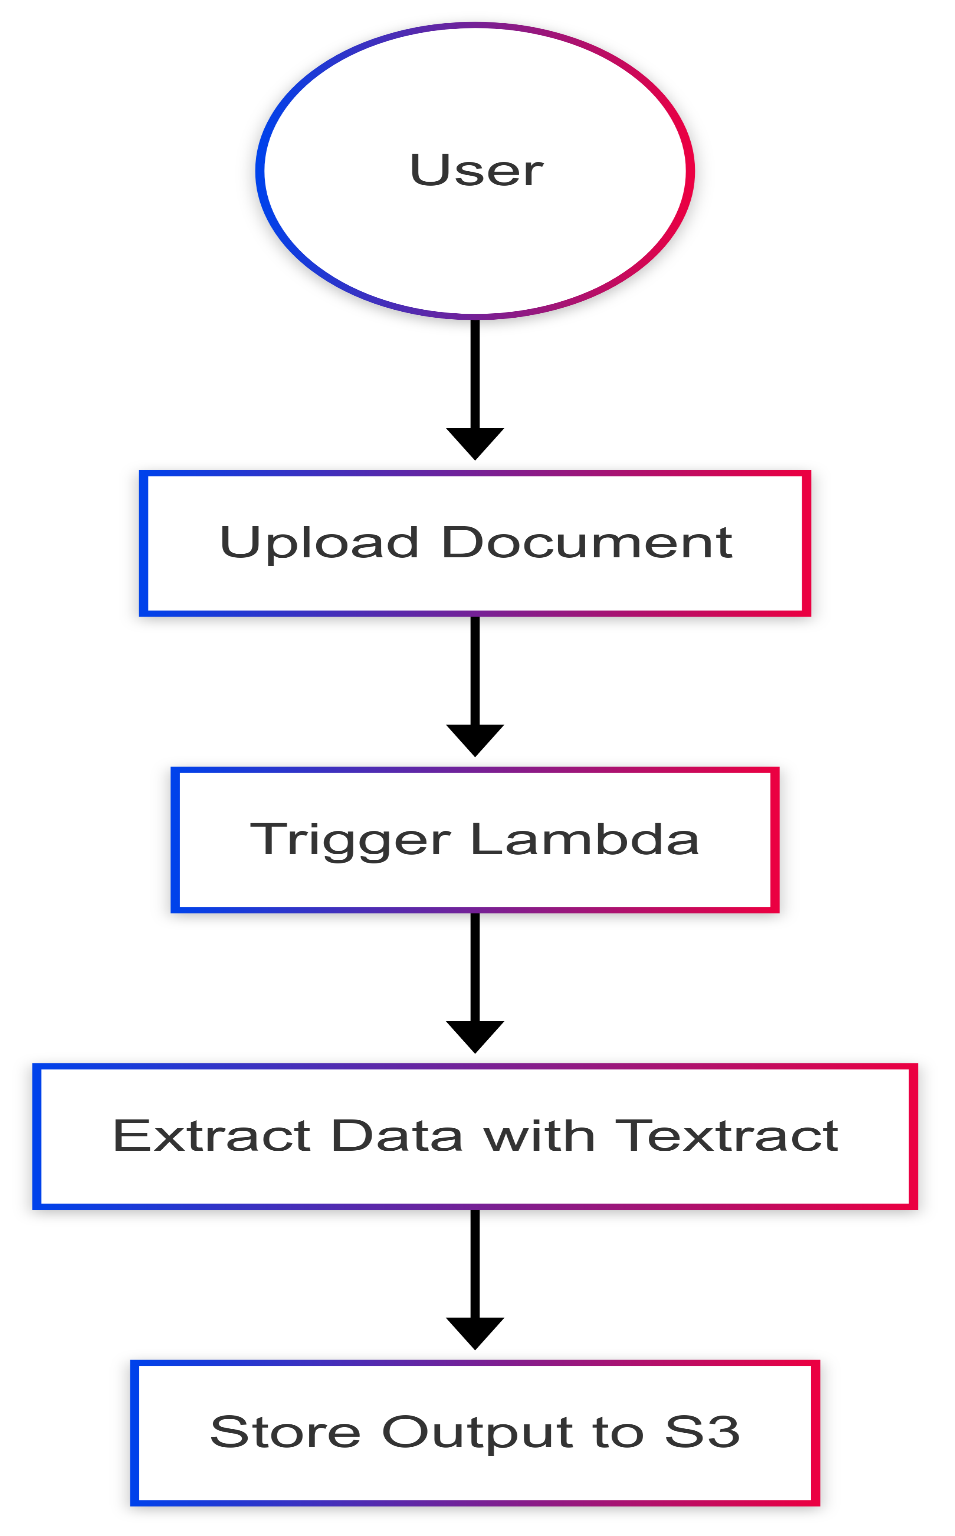 User
Upload Document
Trigger Lambda
Extract Data with Textract
Store Output to S3